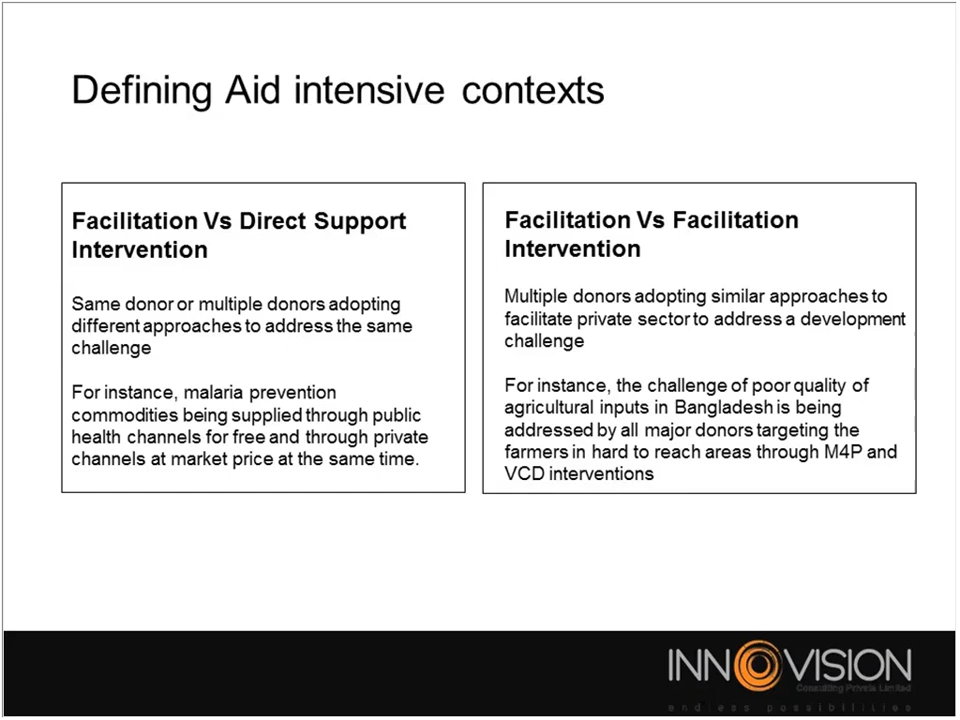 Defining Aid intensive contexts
Facilitation Vs Direct Support
Intervention
Same donor or multiple donors adopting
different approaches to address the same
challenge
For instance, malaria prevention
commodities being supplied through public
health channels for free and through private
channels at market price at the same time.
Facilitation Vs Facilitation
Intervention
Multiple donors adopting similar approaches to
facilitate private sector to address a development
challenge
For instance, the challenge of poor quality of
agricultural inputs in Bangladesh is being
addressed by all major donors targeting the
farmers in hard to reach areas through M4P and
VCD interventions
INNOVISION
Consulting Private Limited
endless possibilities